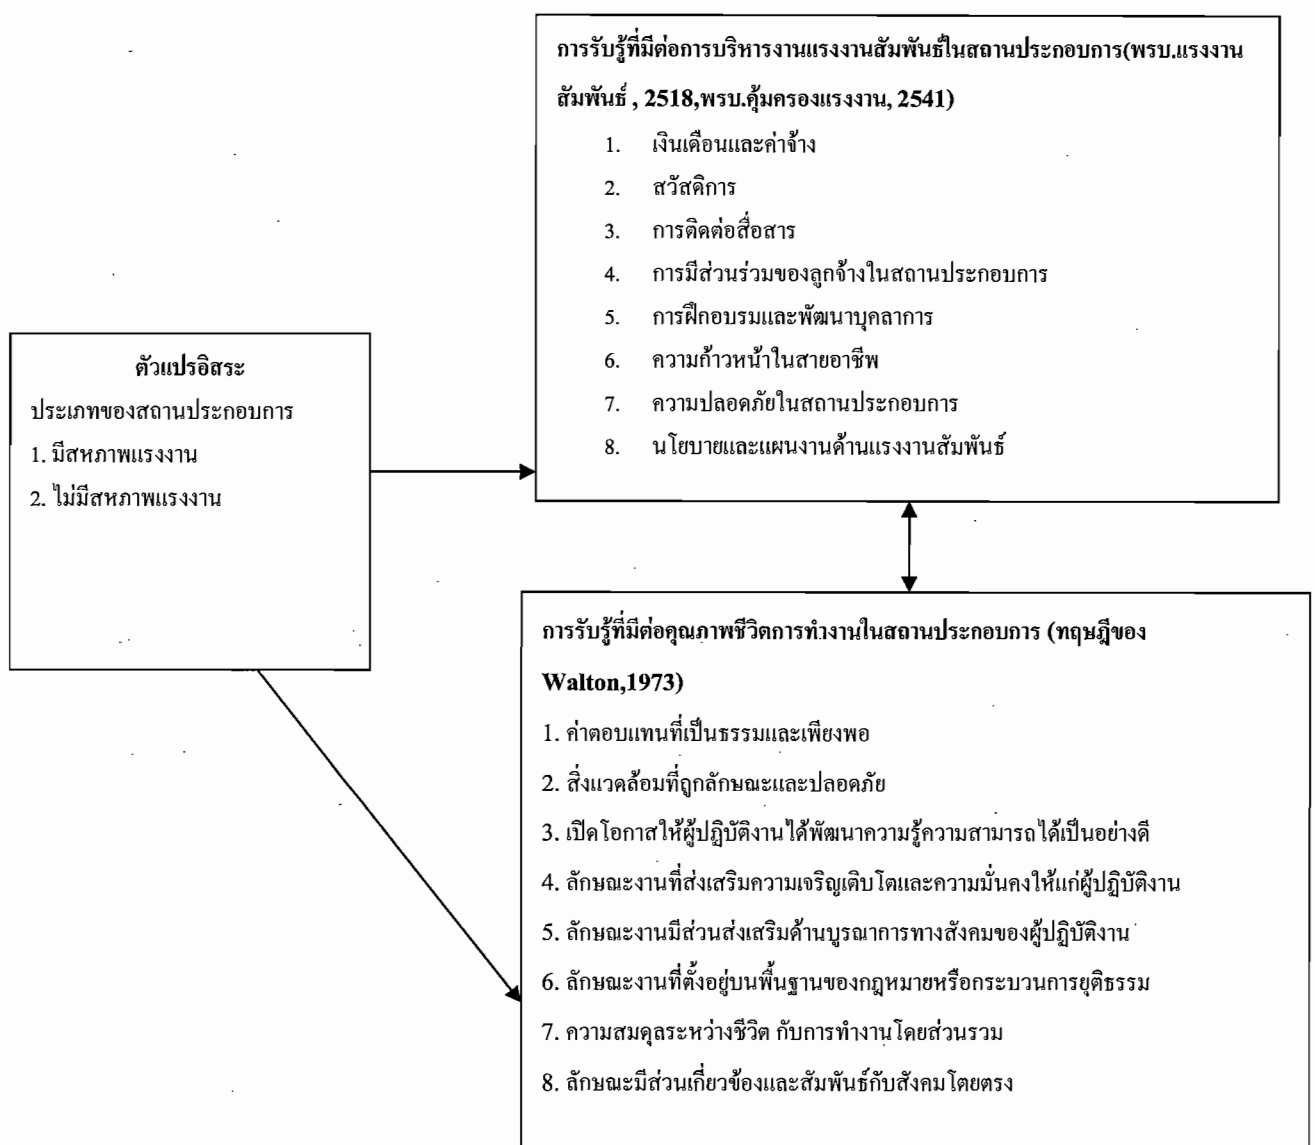 การรับรู้ที่มีต่อการบริหารงานแรงงานสัมพันธ์ในสถานประกอบการ(พรบ.แรงงาน
สัมพันธ์ , 2518,พรบ.คุ้มครองแรงงาน, 2541)
1. เงินเดือนและค่าจ้าง
2. สวัสดิการ
3. การติดต่อสื่อสาร
4. การมีส่วนร่วมของลูกจ้างในสถานประกอบการ
5. การฝึกอบรมและพัฒนาบุคลาการ
6. ความก้าวหน้าในสายอาชีพ
7. ความปลอดภัยในสถานประกอบการ
8. นโยบายและแผนงานด้านแรงงานสัมพันธ์
ตัวแปรอิสระ
ประเภทของสถานประกอบการ
1. มีสหภาพแรงงาน
2. ไม่มีสหภาพแรงงาน
การรับรู้ที่มีต่อคุณภาพชีวิตการทำงานในสถานประกอบการ (ทฤษฎีของ
Walton,1973)
1. ค่าตอบแทนที่เป็นธรรมและเพียงพอ
2. สิ่งแวดล้อมที่ถูกลักษณะและปลอดภัย
3. เปิดโอกาสให้ผู้ปฏิบัติงานได้พัฒนาความรู้ความสามารถได้เป็นอย่างดี
4. ลักษณะงานที่ส่งเสริมความเจริญเติบโตและความมั่นคงให้แก่ผู้ปฏิบัติงาน
5. ลักษณะงานมีส่วนส่งเสริมด้านบูรณาการทางสังคมของผู้ปฏิบัติงาน
6. ลักษณะงานที่ตั้งอยู่บนพื้นฐานของกฎหมายหรือกระบวนการยุติธรรม
7. ความสมดุลระหว่างชีวิต กับการทำงานโดยส่วนรวม
8. ลักษณะมีส่วนเกี่ยวข้องและสัมพันธ์กับสังคมโตยตรง